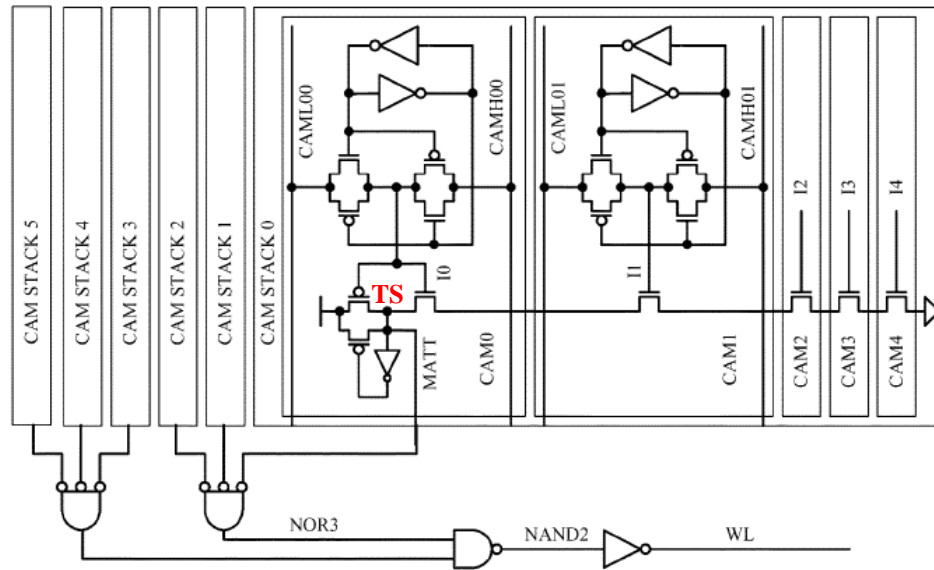 CAM STACK 5
CAM STACK 4
CAM STACK 3
CAM STACK 2
CAM STACK 1
CAM STACK 0
CAML00
CAMH00
CAML01
CAMH01
I2
I3
I4
TS
I0
I1
MATT
CAM0
CAM1
CAM2
CAM3
CAM4
NOR3
NAND2
WL